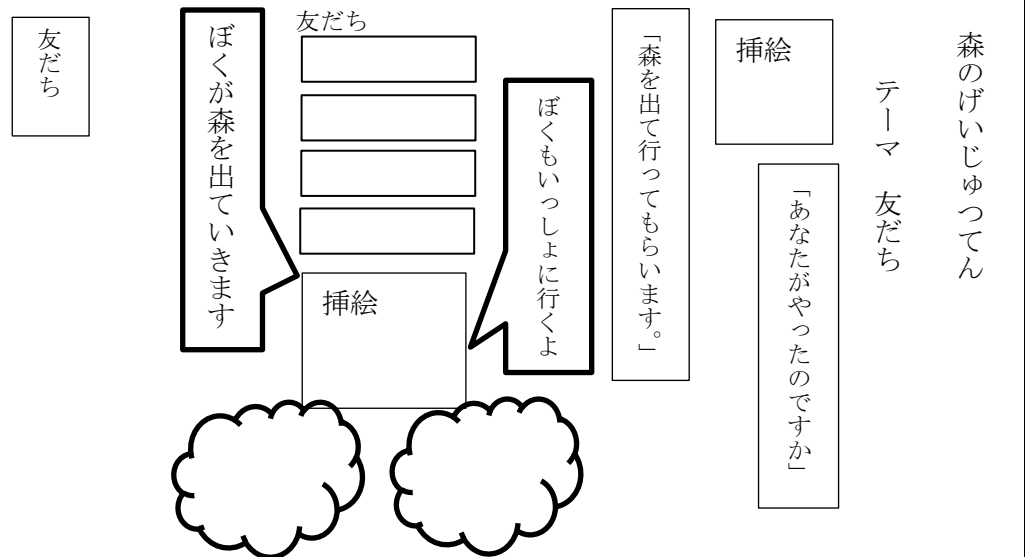 森のげいじゅつてん
テーマ　友だち
挿絵
「あなたがやったのですか」
「森を出て行ってもらいます。」
ぼくもいっしょに行くよ
友だち
挿絵
ぼくが森を出ていきます
友だち